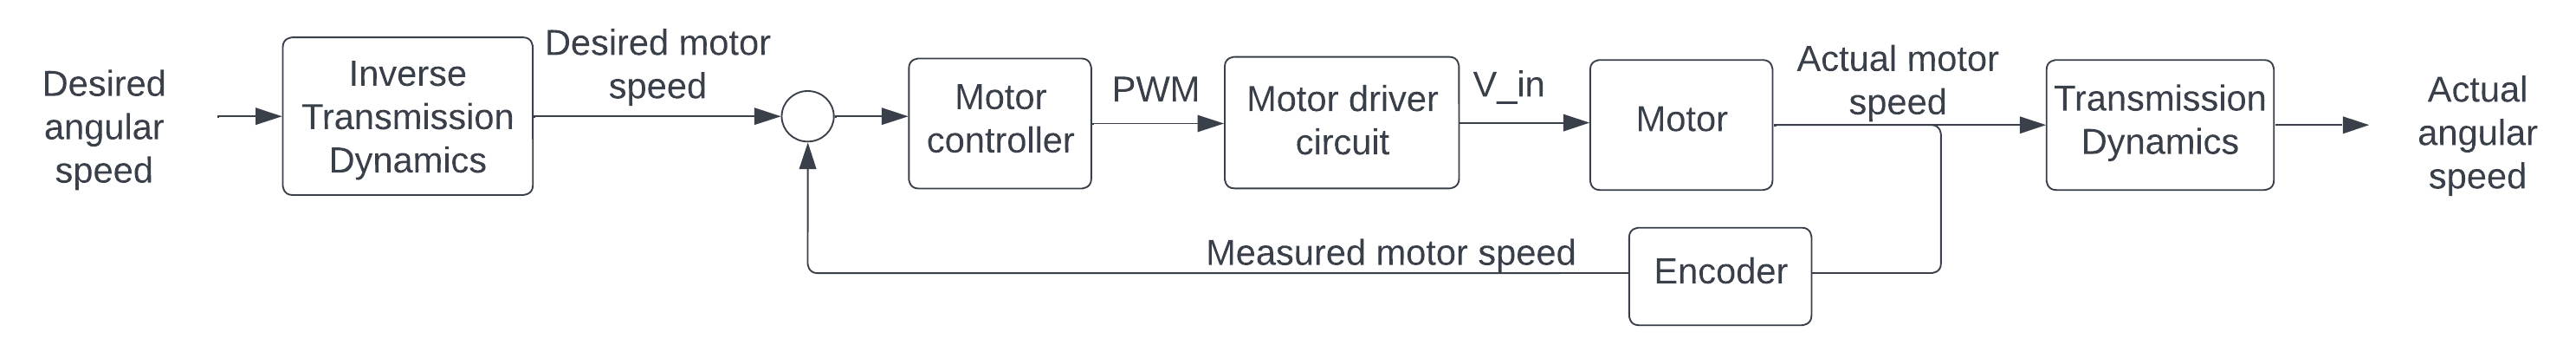 Desired
angular
speed
Inverse
Transmission
Dynamics
Desired motor
speed
Motor
controller
PWM
Motor driver
circuit
V_in
Motor
Actual motor
speed
Transmission
Dynamics
Actual
angular
speed
Measured motor speed
Encoder